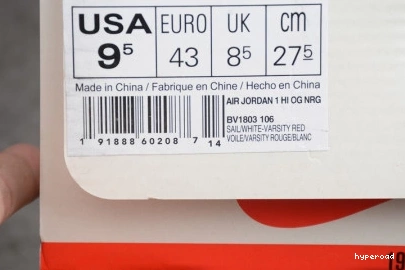 USA EURO UK cm
9⁵ 43 8⁵ 27⁵
Made in China / Fabrique en Chine / Hecho en China
AIR JORDAN 1 HI OG NRG
BV1803 106
SAIL/WHITE-VARSITY RED
VOILE/VARSITY ROUGE/BLANC
1 91888 60208 7 14
hyperoad